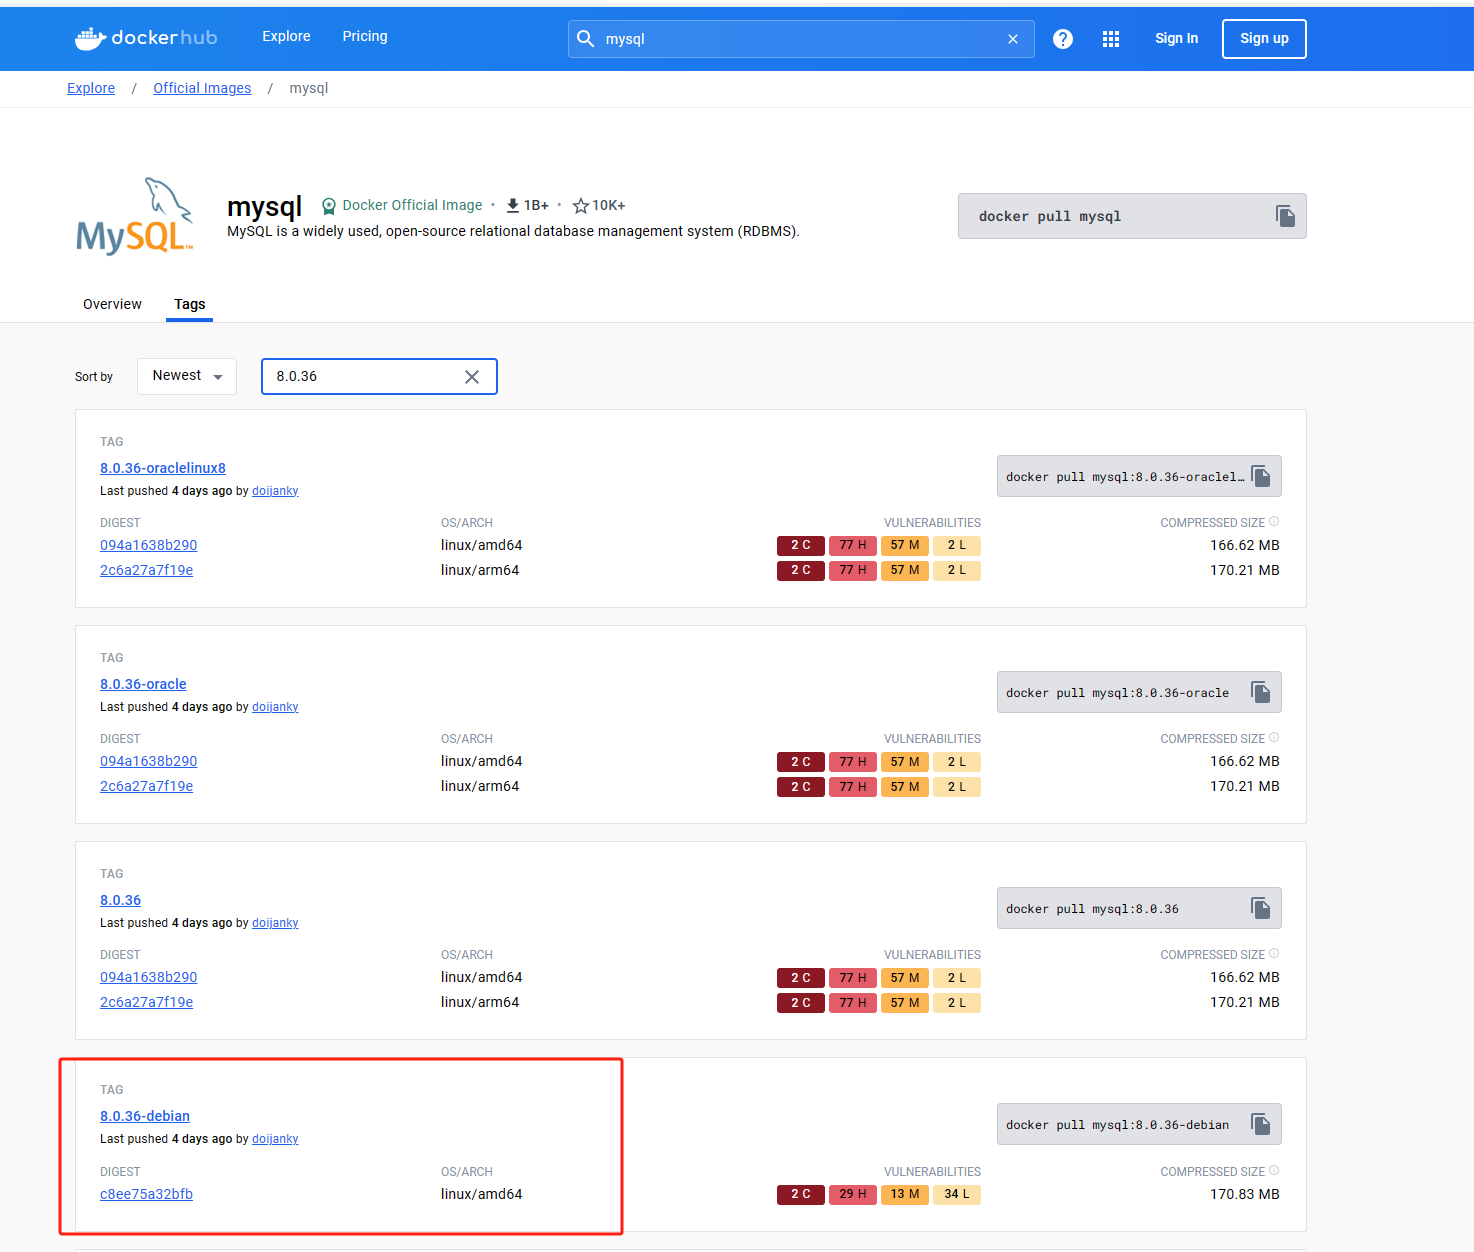 docker hub Explore Pricing mysql Sign In Sign up
Explore / Official Images / mysql
MySQL™
mysql Docker Official Image • 1B+ • 10K+
MySQL is a widely used, open-source relational database management system (RDBMS).
docker pull mysql
Overview Tags
Sort by Newest 8.0.36
TAG
8.0.36-oraclelinux8
Last pushed 4 days ago by doijanky
docker pull mysql:8.0.36-oraclel…
DIGEST OS/ARCH VULNERABILITIES COMPRESSED SIZE
094a1638b290 linux/amd64 2 C 77 H 57 M 2 L 166.62 MB
2c6a27a7f19e linux/arm64 2 C 77 H 57 M 2 L 170.21 MB
TAG
8.0.36-oracle
Last pushed 4 days ago by doijanky
docker pull mysql:8.0.36-oracle
DIGEST OS/ARCH VULNERABILITIES COMPRESSED SIZE
094a1638b290 linux/amd64 2 C 77 H 57 M 2 L 166.62 MB
2c6a27a7f19e linux/arm64 2 C 77 H 57 M 2 L 170.21 MB
TAG
8.0.36
Last pushed 4 days ago by doijanky
docker pull mysql:8.0.36
DIGEST OS/ARCH VULNERABILITIES COMPRESSED SIZE
094a1638b290 linux/amd64 2 C 77 H 57 M 2 L 166.62 MB
2c6a27a7f19e linux/arm64 2 C 77 H 57 M 2 L 170.21 MB
TAG
8.0.36-debian
Last pushed 4 days ago by doijanky
docker pull mysql:8.0.36-debian
DIGEST OS/ARCH VULNERABILITIES COMPRESSED SIZE
c8ee75a32bfb linux/amd64 2 C 29 H 13 M 34 L 170.83 MB